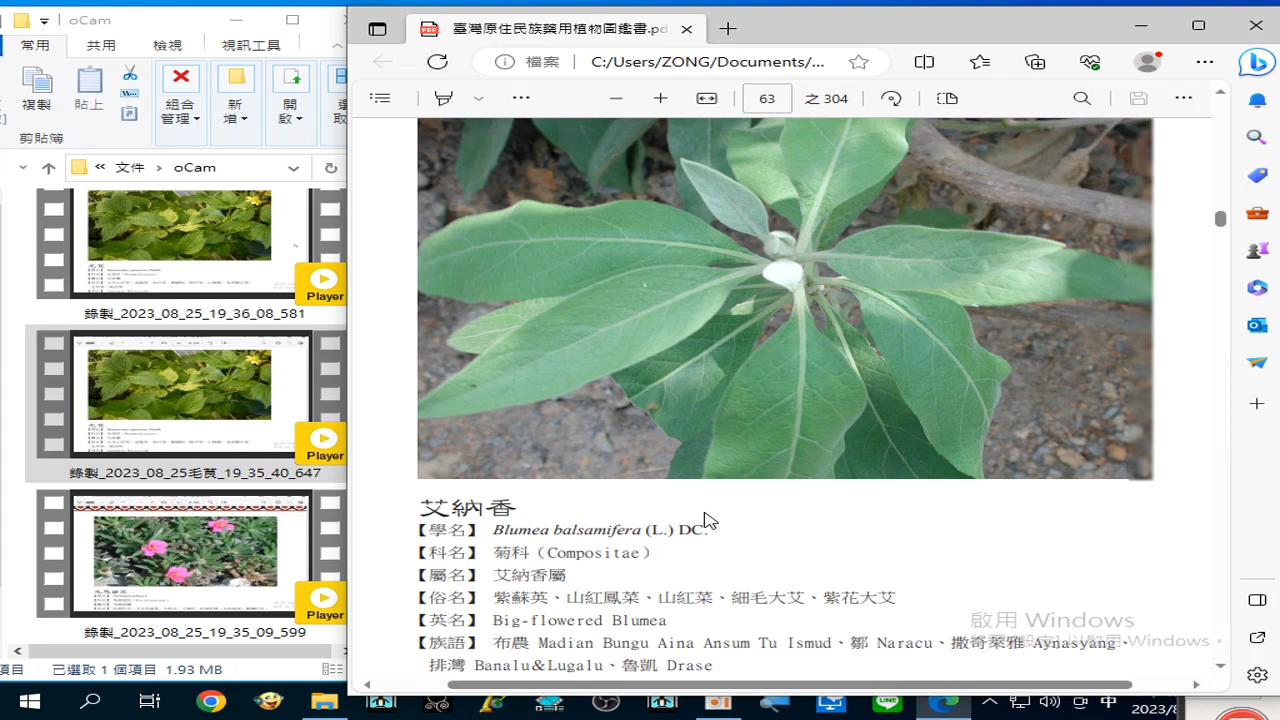 oCam
臺灣原住民族藥用植物圖鑑書.pd
常用 共用 檢視 視訊工具
檔案 C:/Users/ZONG/Documents/...
複製 貼上 組合管理 新增 開啟
剪貼簿
63 之 304
文件 oCam
Player
錄製_2023_08_25_19_36_08_581
Player
錄製_2023_08_25毛茛_19_35_40_647
Player
錄製_2023_08_25_19_35_09_599
項目 已選取 1 個項目 1.93 MB
艾納香
【學名】 Blumea balsamifera (L.) DC.
【科名】 菊科（Compositae）
【屬名】 艾納香屬
【俗名】 紫蘇英、山紅鳳菜、山紅菜、細毛大艾、紫花大艾
【英名】 Big-flowered Blumea
【族語】 布農 Madian Bungu Aina Ansum Tu Ismud、鄒 Naracu、撒奇萊雅 Aynasyang、
排灣 Banalu&Lugalu、魯凱 Drase
啟用 Windows
啟用 Windows。
中
2023/8